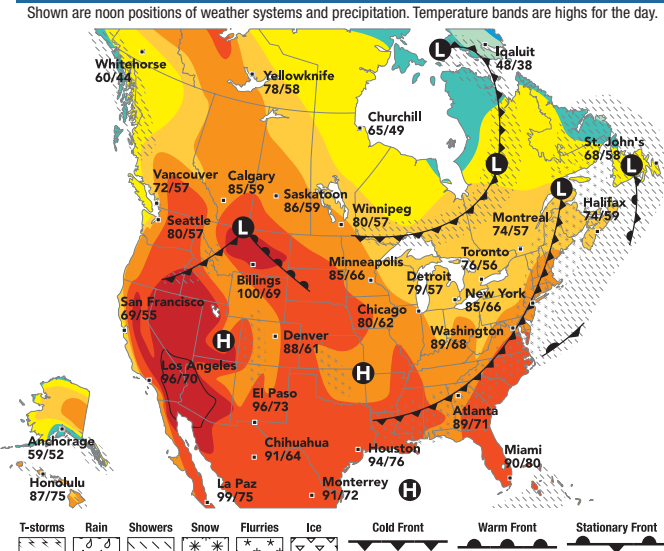 Shown are noon positions of weather systems and precipitation. Temperature bands are highs for the day.
L
Iqaluit
48/38
Whitehorse
60/44
Yellowknife
78/58
Churchill
65/49
St. John's
68/58
L
L
L
Vancouver
72/57
Calgary
85/59
Saskatoon
86/59
Winnipeg
80/57
Halifax
74/59
Montreal
74/57
Seattle
80/57
L
Toronto
76/56
Minneapolis
85/66
Detroit
79/57
Billings
100/69
New York
85/66
San Francisco
69/55
Chicago
80/62
Washington
89/68
Denver
88/61
H
H
Los Angeles
96/70
El Paso
96/73
Atlanta
89/71
Anchorage
59/52
Chihuahua
91/64
Houston
94/76
Miami
90/80
Honolulu
87/75
La Paz
99/75
Monterrey
91/72
H
T-storms Rain Showers Snow Flurries Ice Cold Front Warm Front Stationary Front